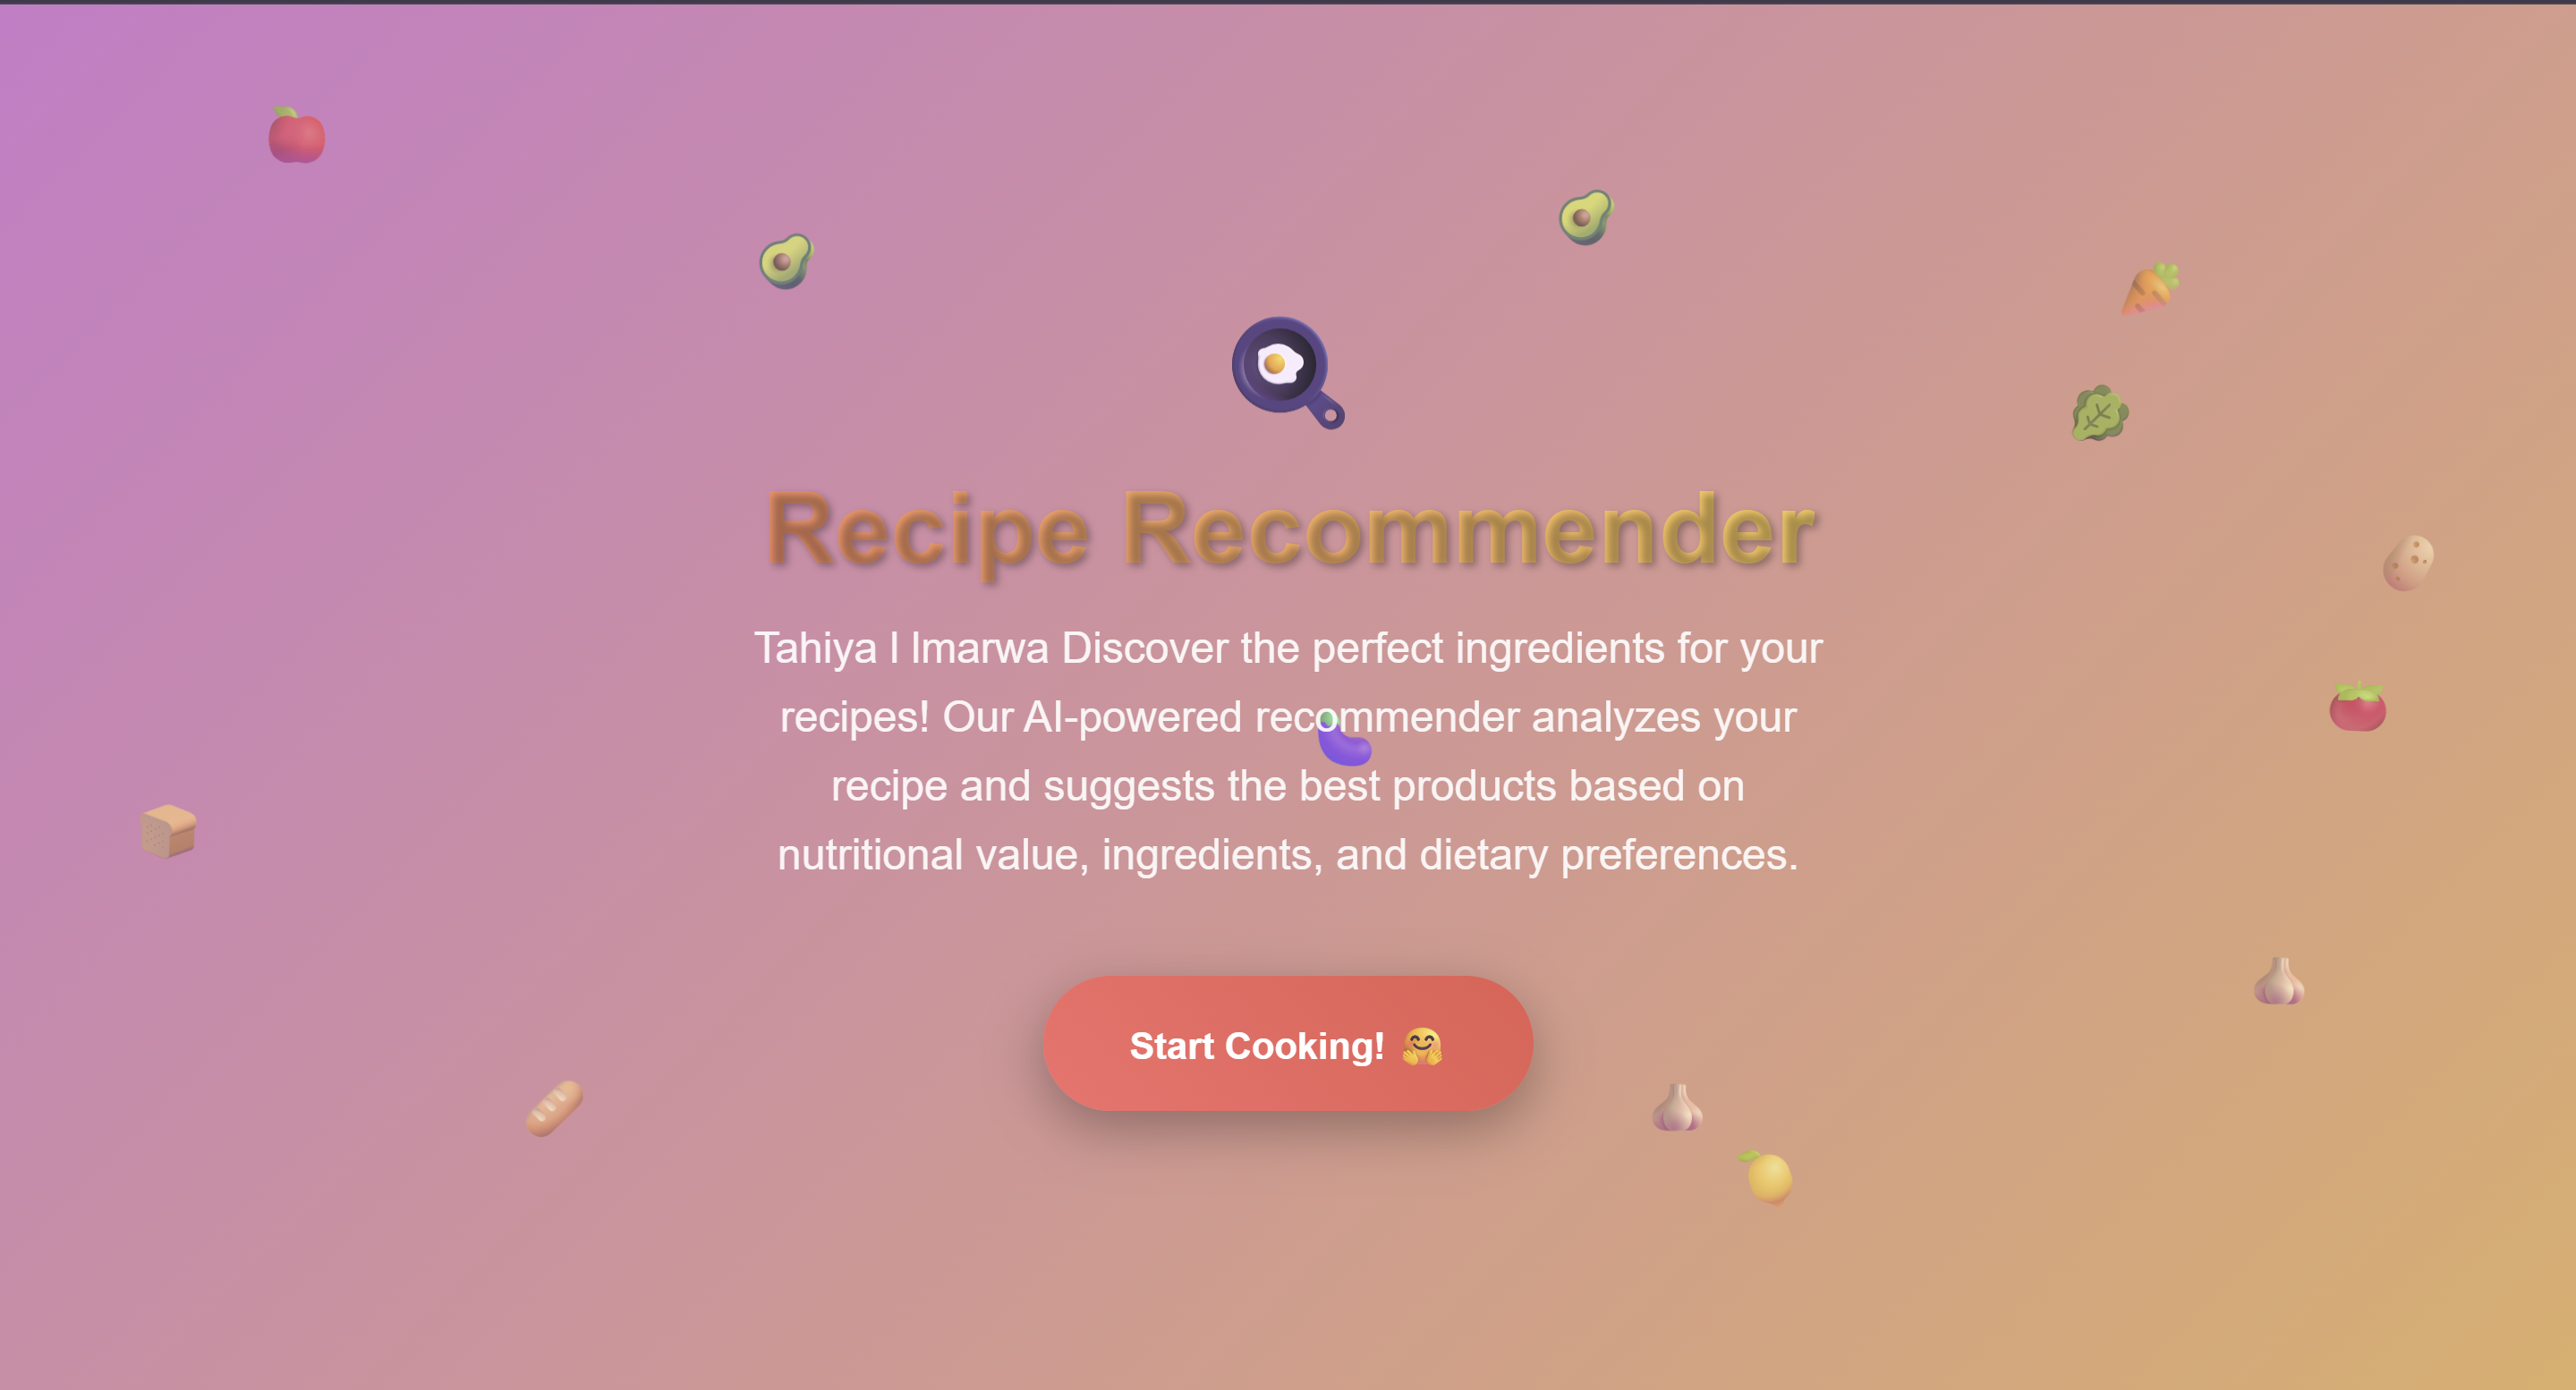 Recipe Recommender
Tahiya l lmarwa Discover the perfect ingredients for your
recipes! Our AI-powered recommender analyzes your
recipe and suggests the best products based on
nutritional value, ingredients, and dietary preferences.
Start Cooking! 🤗